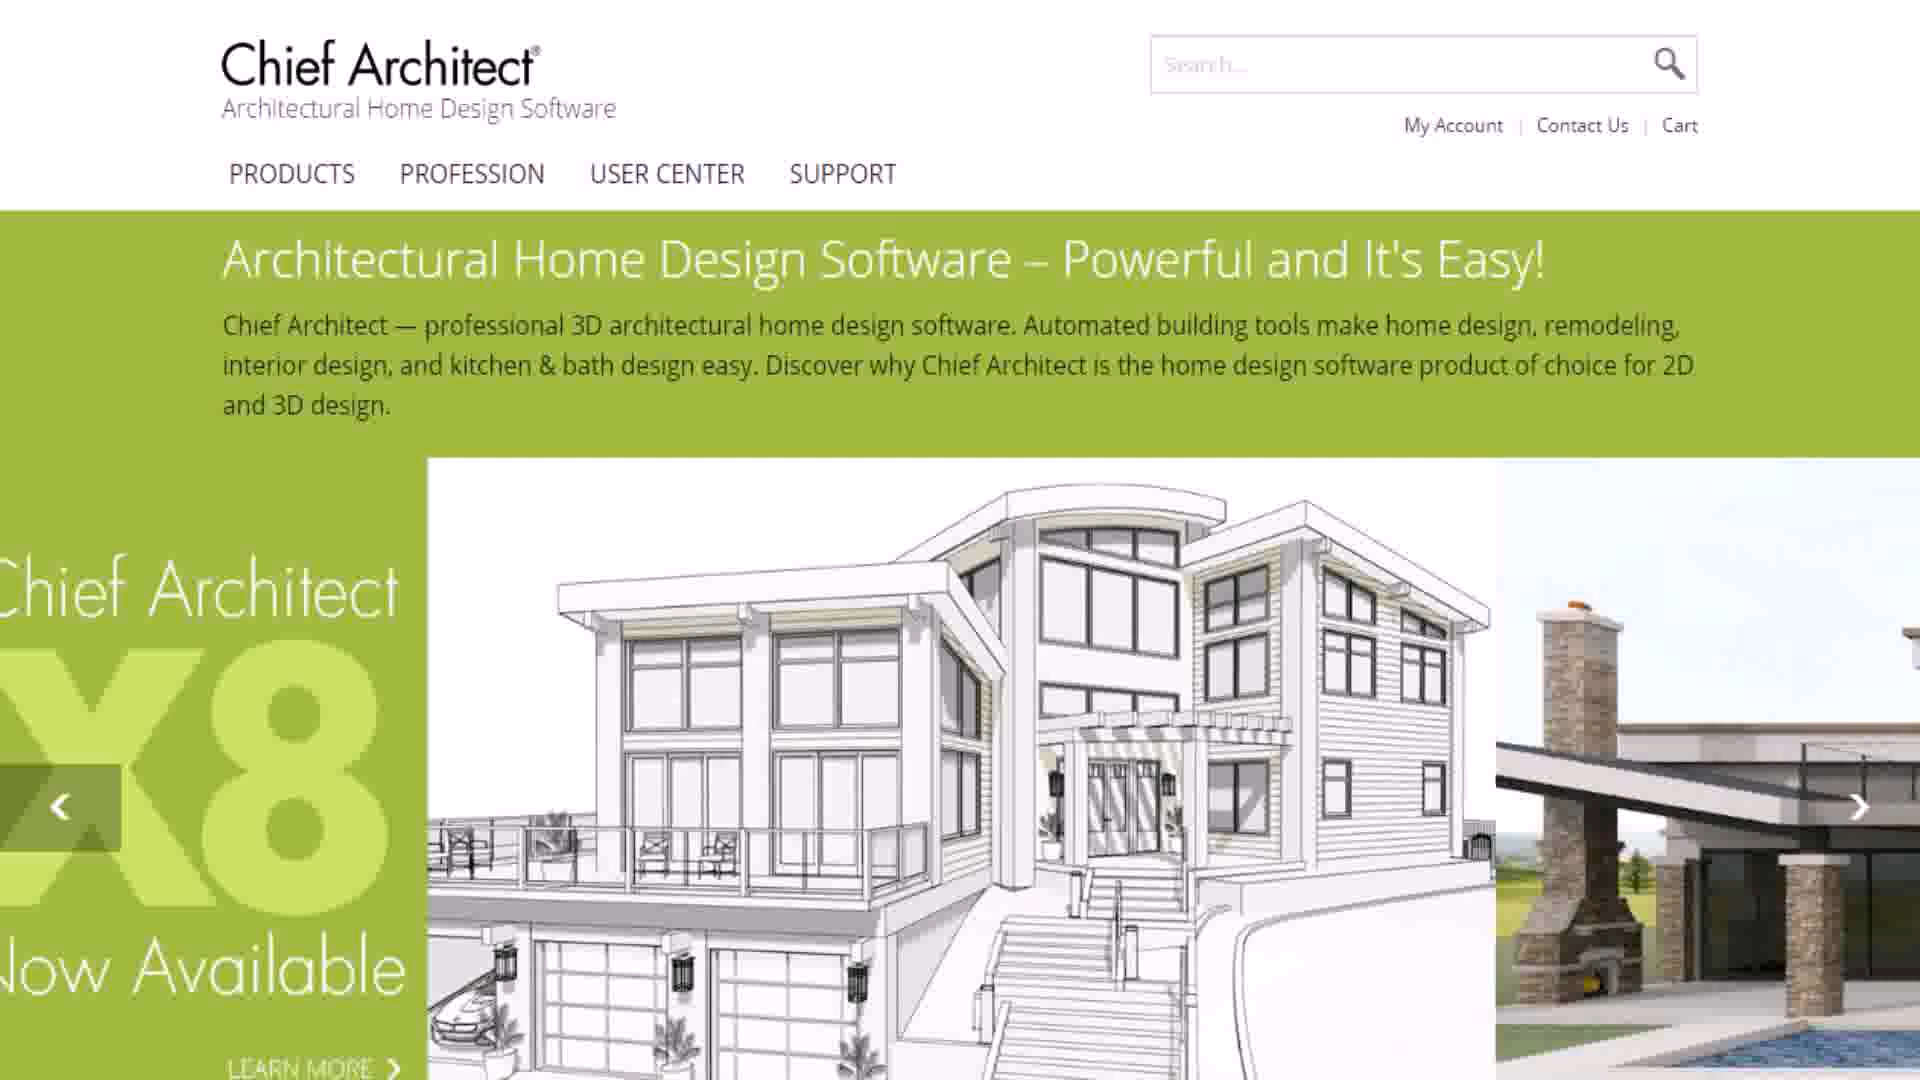 Chief Architect®
Architectural Home Design Software
Search...
My Account | Contact Us | Cart
PRODUCTS PROFESSION USER CENTER SUPPORT
Architectural Home Design Software – Powerful and It's Easy!
Chief Architect — professional 3D architectural home design software. Automated building tools make home design, remodeling,
interior design, and kitchen & bath design easy. Discover why Chief Architect is the home design software product of choice for 2D
and 3D design.
Chief Architect
X8
Now Available
LEARN MORE